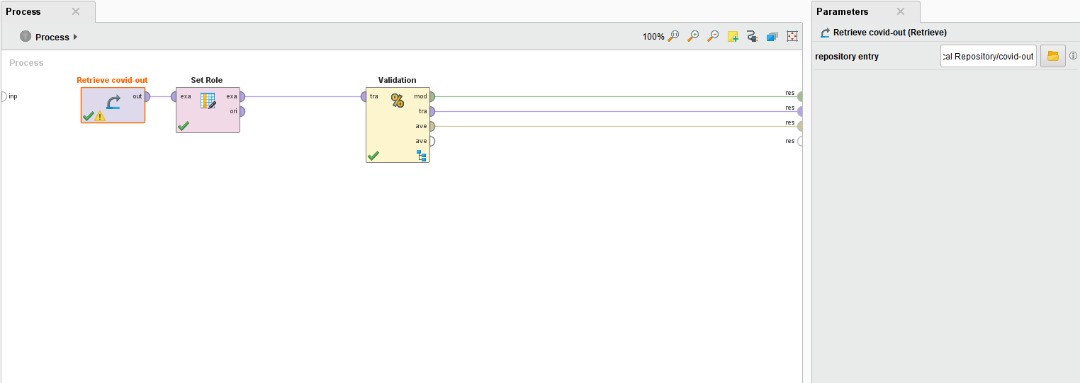 Process
Parameters
Process
100%
Retrieve covid-out (Retrieve)
repository entry
:al Repository/covid-out
Process
Retrieve covid-out
Set Role
Validation
inp
out
exa
exa
ori
tra
mod
tra
ave
ave
res
res
res
res